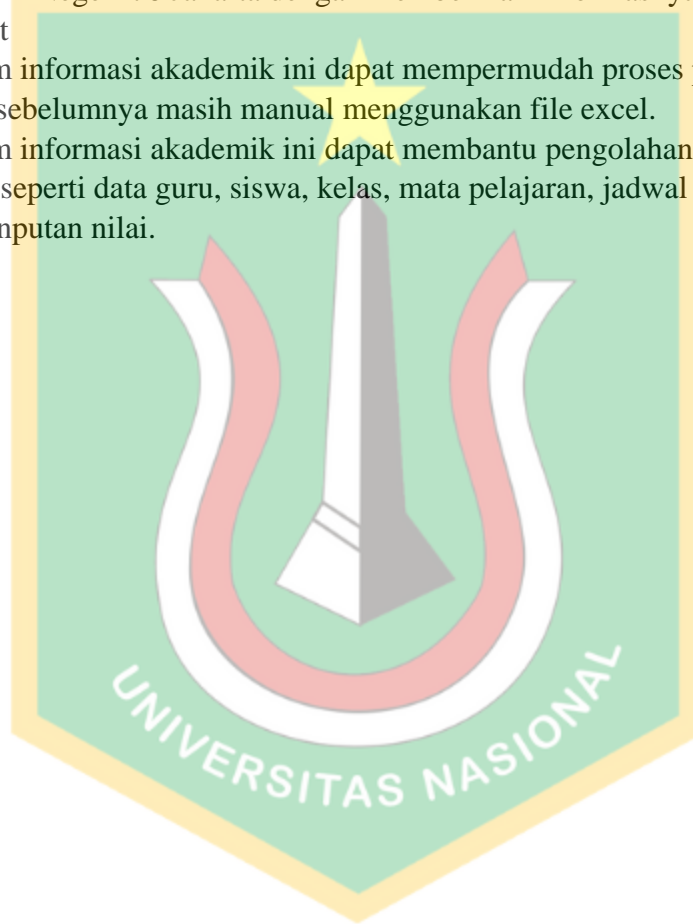 t
m informasi akademik ini dapat mempermudah proses
sebelumnya masih manual menggunakan file excel.
m informasi akademik ini dapat membantu pengolahan
seperti data guru, siswa, kelas, mata pelajaran, jadwal
nputan nilai.
UNIVERSITAS NASIONAL